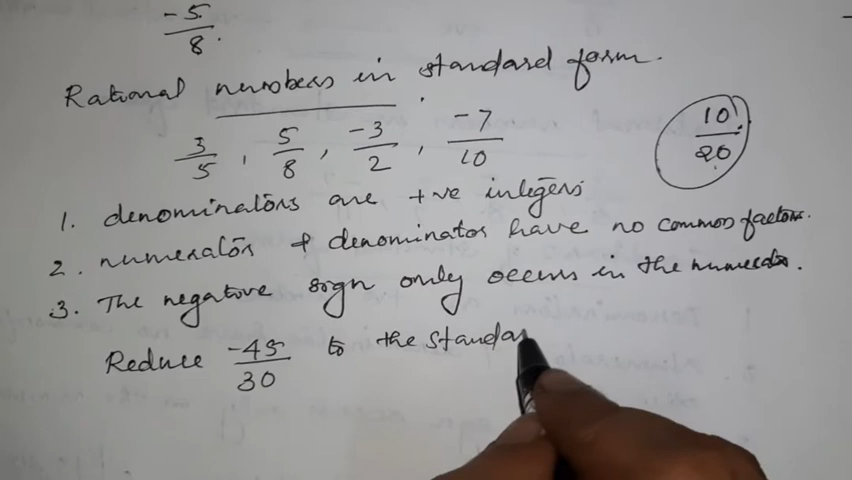 -5/8.
Rational numbers in standard form.
3/5, 5/8, -3/2, -7/10
10/20
1. denominators are +ve integers
2. numerators & denominator have no common factors.
3. The negative sign only occurs in the numerator.
Reduce -45/30 to the standar